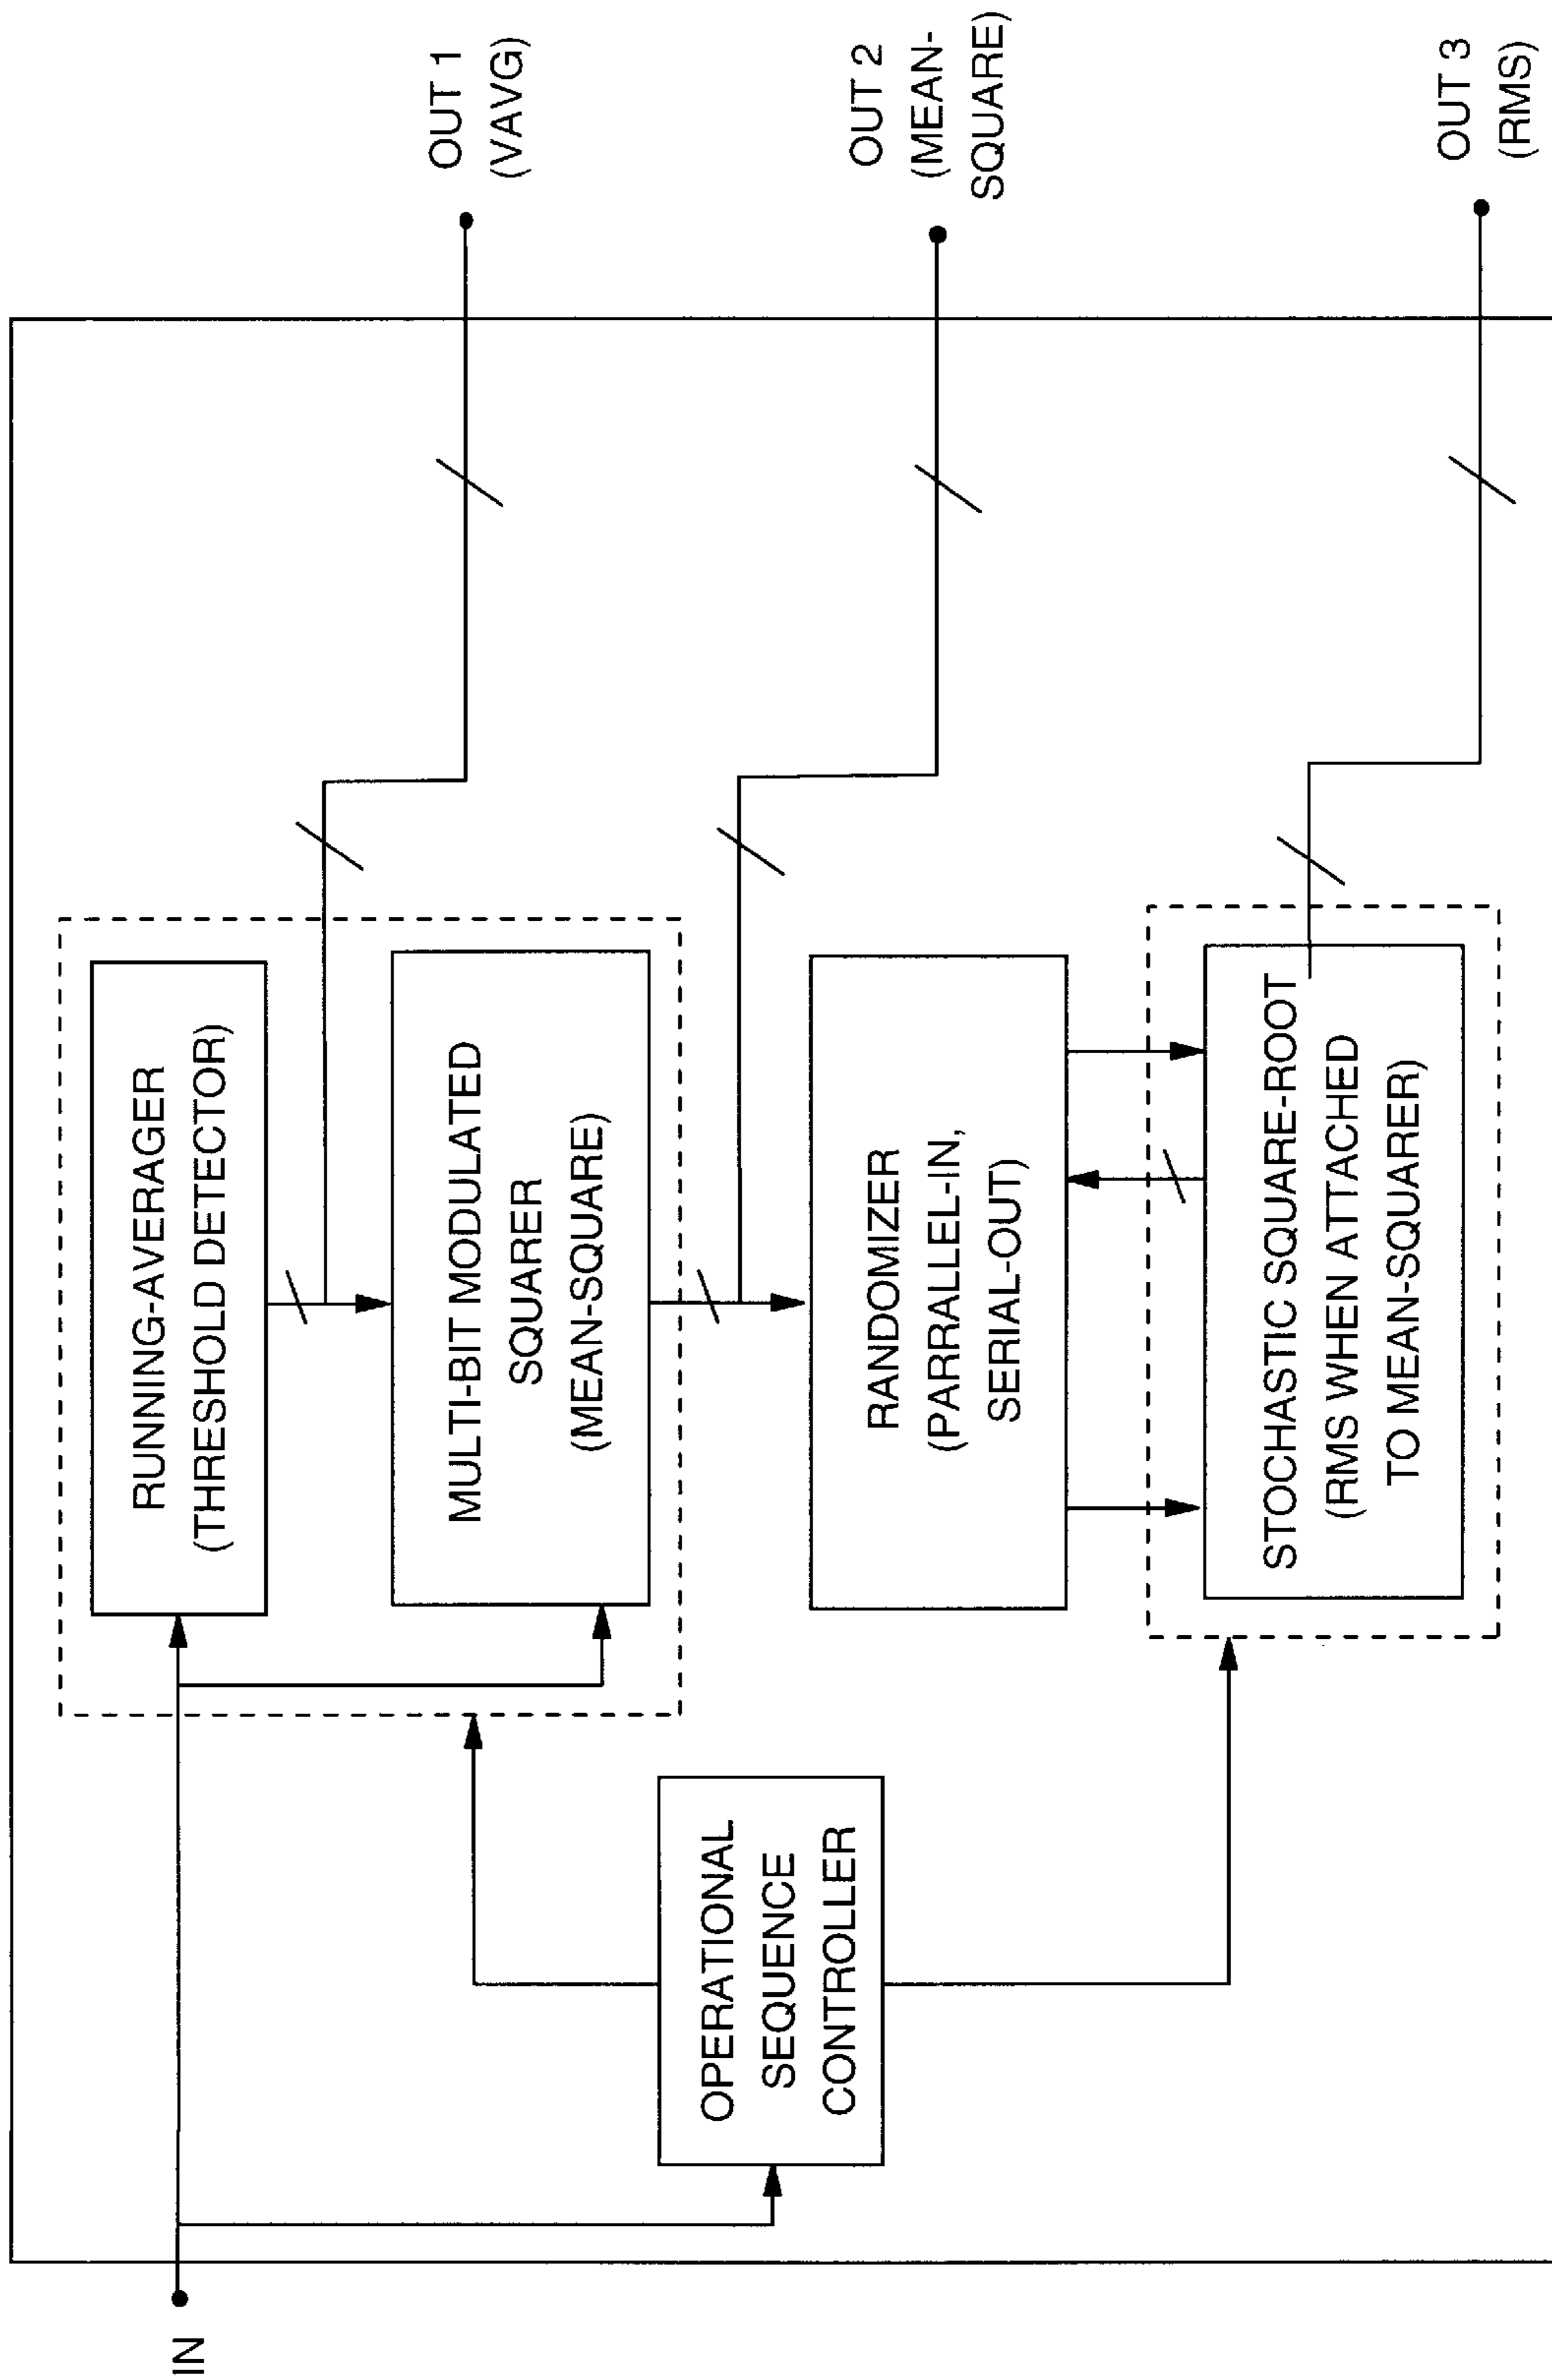 IN
RUNNING-AVERAGER
(THRESHOLD DETECTOR)
MULTI-BIT MODULATED
SQUARER
(MEAN-SQUARE)
OPERATIONAL
SEQUENCE
CONTROLLER
RANDOMIZER
(PARRALLEL-IN,
SERIAL-OUT)
STOCHASTIC SQUARE-ROOT
(RMS WHEN ATTACHED
TO MEAN-SQUARER)
OUT 1
(VAVG)
OUT 2
(MEAN-
SQUARE)
OUT 3
(RMS)